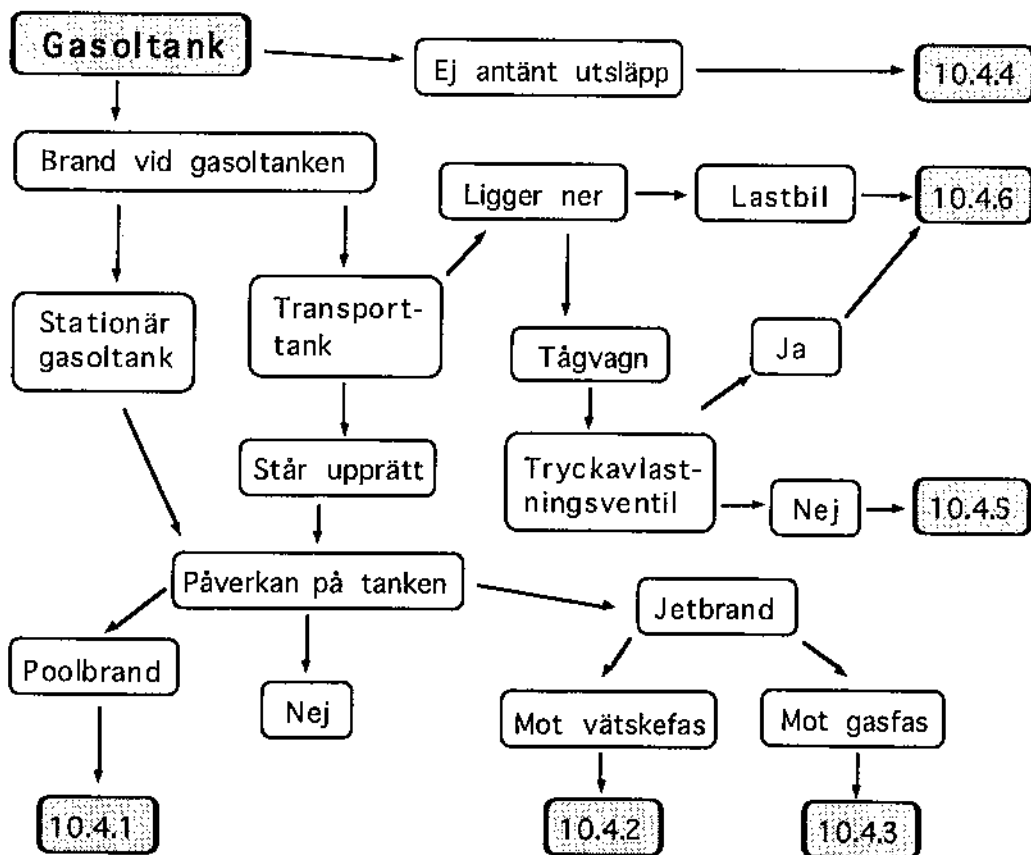 Gasoltank
Ej antänt utsläpp
10.4.4
Brand vid gasoltanken
Ligger ner
Lastbil
10.4.6
Stationär
gasoltank
Transport-
tank
Tågvagn
Ja
Står upprätt
Tryckavlast-
ningsventil
Nej
10.4.5
Påverkan på tanken
Jetbrand
Poolbrand
Nej
Mot vätskefas
Mot gasfas
10.4.1
10.4.2
10.4.3